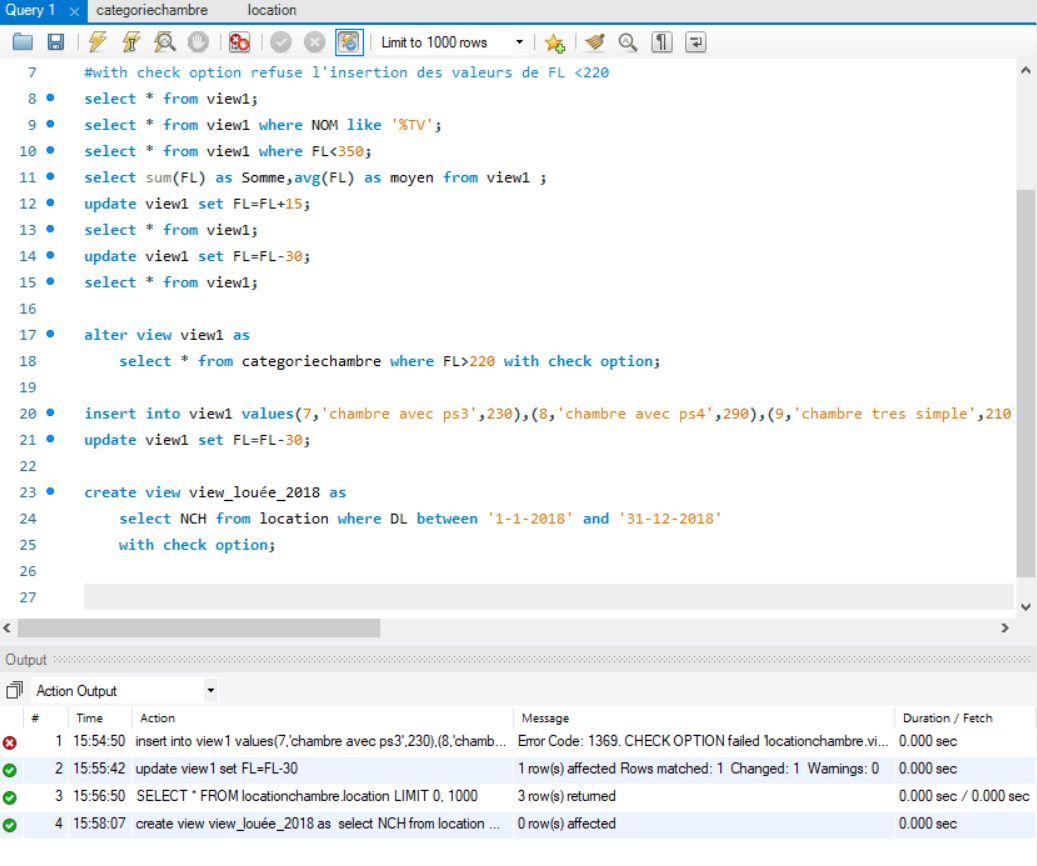 Query 1 × categoriechambre location
Limit to 1000 rows
7 #with check option refuse l'insertion des valeurs de FL <220
8 select * from view1;
9 select * from view1 where NOM like '%TV';
10 select * from view1 where FL<350;
11 select sum(FL) as Somme,avg(FL) as moyen from view1 ;
12 update view1 set FL=FL+15;
13 select * from view1;
14 update view1 set FL=FL-30;
15 select * from view1;
16
17 alter view view1 as
18 select * from categoriechambre where FL>220 with check option;
19
20 insert into view1 values(7,'chambre avec ps3',230),(8,'chambre avec ps4',290),(9,'chambre tres simple',210
21 update view1 set FL=FL-30;
22
23 create view view_louée_2018 as
24 select NCH from location where DL between '1-1-2018' and '31-12-2018'
25 with check option;
26
27
Output
Action Output
# Time Action Message Duration / Fetch
1 15:54:50 insert into view1 values(7,'chambre avec ps3',230),(8,'chamb... Error Code: 1369. CHECK OPTION failed 'locationchambre.vi... 0.000 sec
2 15:55:42 update view1 set FL=FL-30 1 row(s) affected Rows matched: 1 Changed: 1 Warnings: 0 0.000 sec
3 15:56:50 SELECT * FROM locationchambre.location LIMIT 0, 1000 3 row(s) returned 0.000 sec / 0.000 sec
4 15:58:07 create view view_louée_2018 as select NCH from location ... 0 row(s) affected 0.000 sec